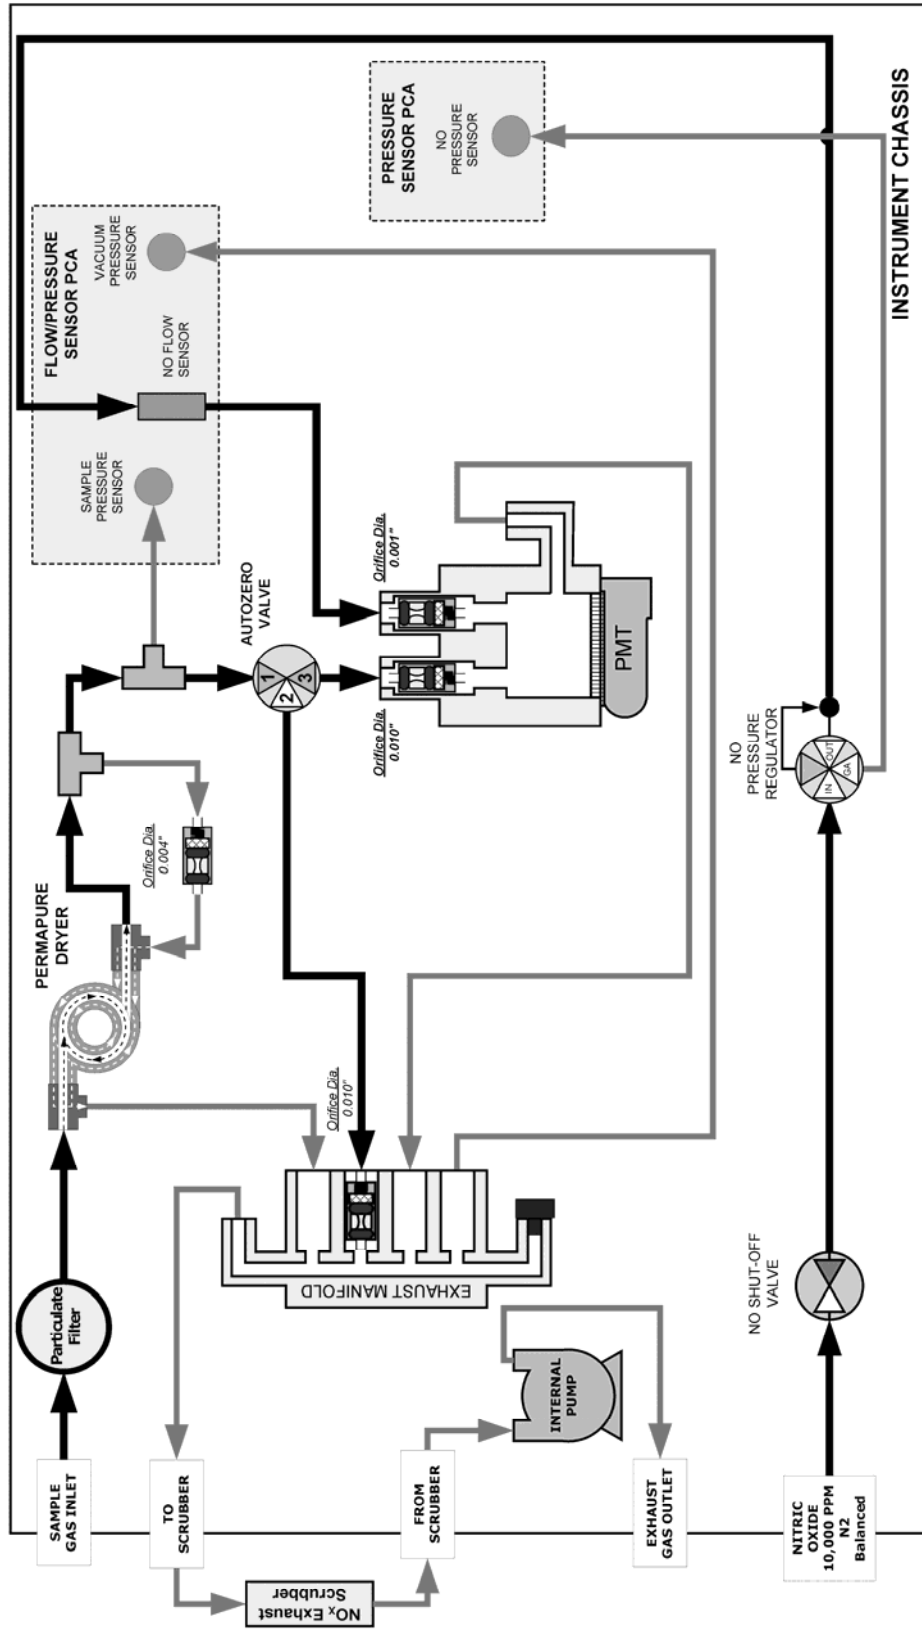 SAMPLE
GAS INLET
Particulate
Filter
PERMAPURE
DRYER
Orifice Dia.
0.004"
FLOW/PRESSURE
SENSOR PCA
SAMPLE
PRESSURE
SENSOR
NO FLOW
SENSOR
VACUUM
PRESSURE
SENSOR
PRESSURE
SENSOR PCA
NO
PRESSURE
SENSOR
AUTOZERO
VALVE
1
2
3
Orifice Dia.
0.010"
Orifice Dia.
0.001"
PMT
TO
SCRUBBER
Orifice Dia.
0.010"
EXHAUST MANIFOLD
NOX Exhaust
Scrubber
FROM
SCRUBBER
INTERNAL
PUMP
EXHAUST
GAS OUTLET
NITRIC
OXIDE
10,000 PPM
N2
Balanced
NO SHUT-OFF
VALVE
NO
PRESSURE
REGULATOR
IN
OUT
GA
INSTRUMENT CHASSIS